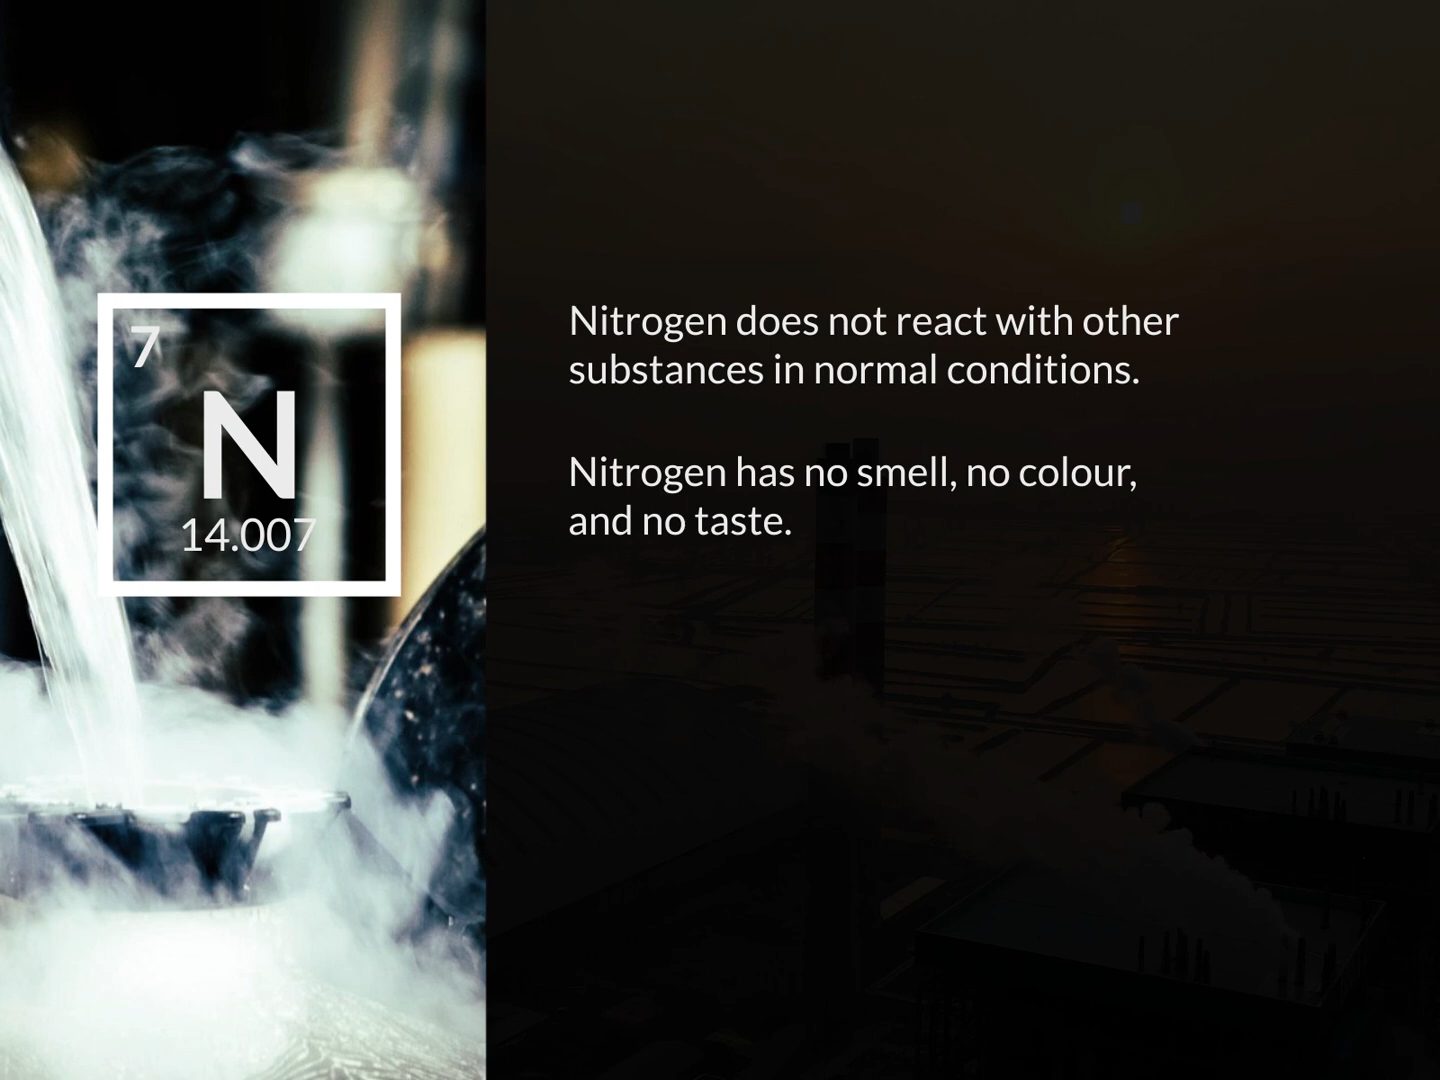 7
N
14.007
Nitrogen does not react with other
substances in normal conditions.
Nitrogen has no smell, no colour,
and no taste.